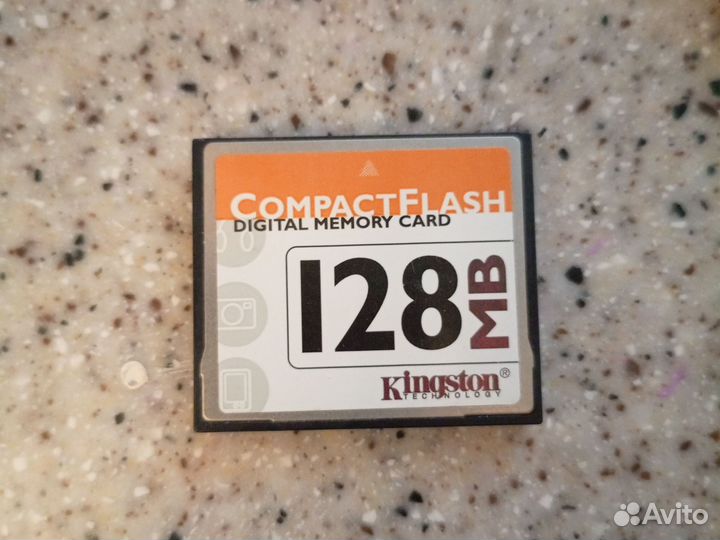 COMPACTFLASH
DIGITAL MEMORY CARD
128 MB
Kingston®
TECHNOLOGY
Avito